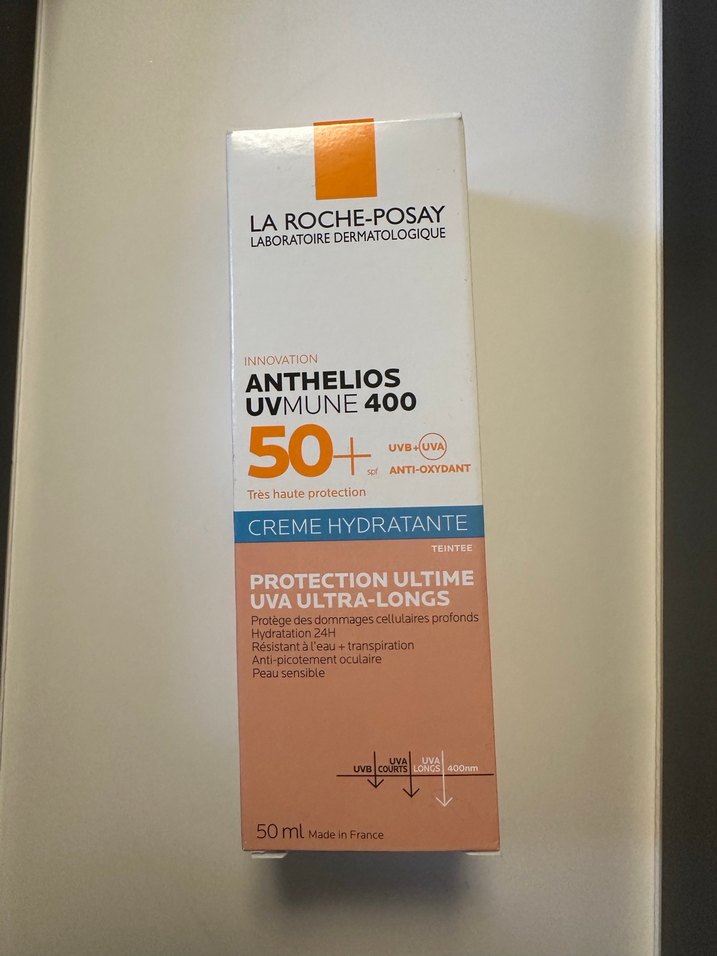 LA ROCHE-POSAY
LABORATOIRE DERMATOLOGIQUE
INNOVATION
ANTHELIOS
UVMUNE 400
50+ spf
UVB+UVA
ANTI-OXYDANT
Très haute protection
CREME HYDRATANTE
TEINTEE
PROTECTION ULTIME
UVA ULTRA-LONGS
Protège des dommages cellulaires profonds
Hydratation 24H
Résistant à l'eau + transpiration
Anti-picotement oculaire
Peau sensible
UVB UVA COURTS UVA LONGS 400nm
50 ml Made in France